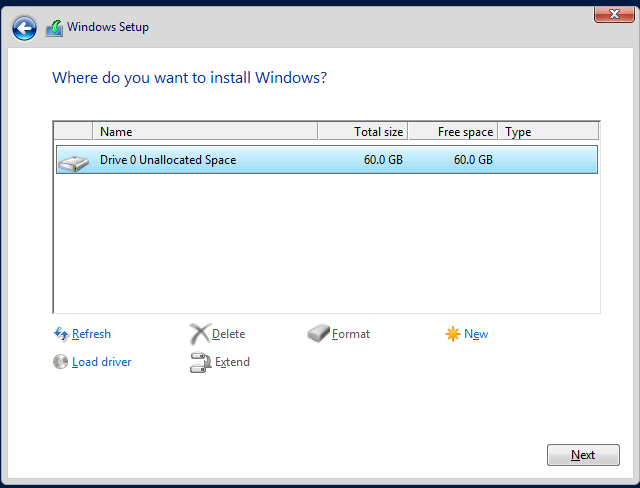 Windows Setup
Where do you want to install Windows?
Name Total size Free space Type
Drive 0 Unallocated Space 60.0 GB 60.0 GB
Refresh Delete Format New
Load driver Extend
Next